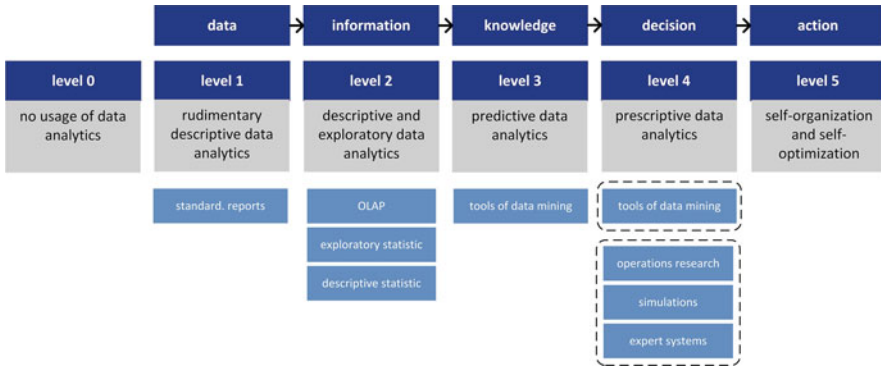 data
information
knowledge
decision
action
level 0
level 1
level 2
level 3
level 4
level 5
no usage of data
analytics
rudimentary
descriptive data
analytics
descriptive and
exploratory data
analytics
predictive data
analytics
prescriptive data
analytics
self-organization
and self-
optimization
standard. reports
OLAP
tools of data mining
tools of data mining
exploratory statistic
descriptive statistic
operations research
simulations
expert systems